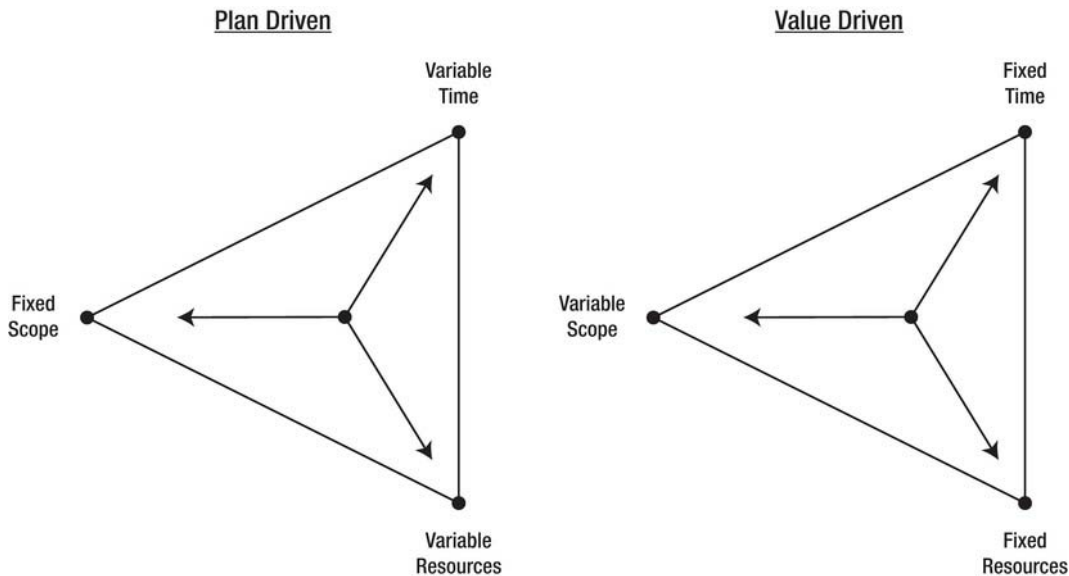 Plan Driven
Variable
Time
Fixed
Scope
Variable
Resources
Value Driven
Fixed
Time
Variable
Scope
Fixed
Resources